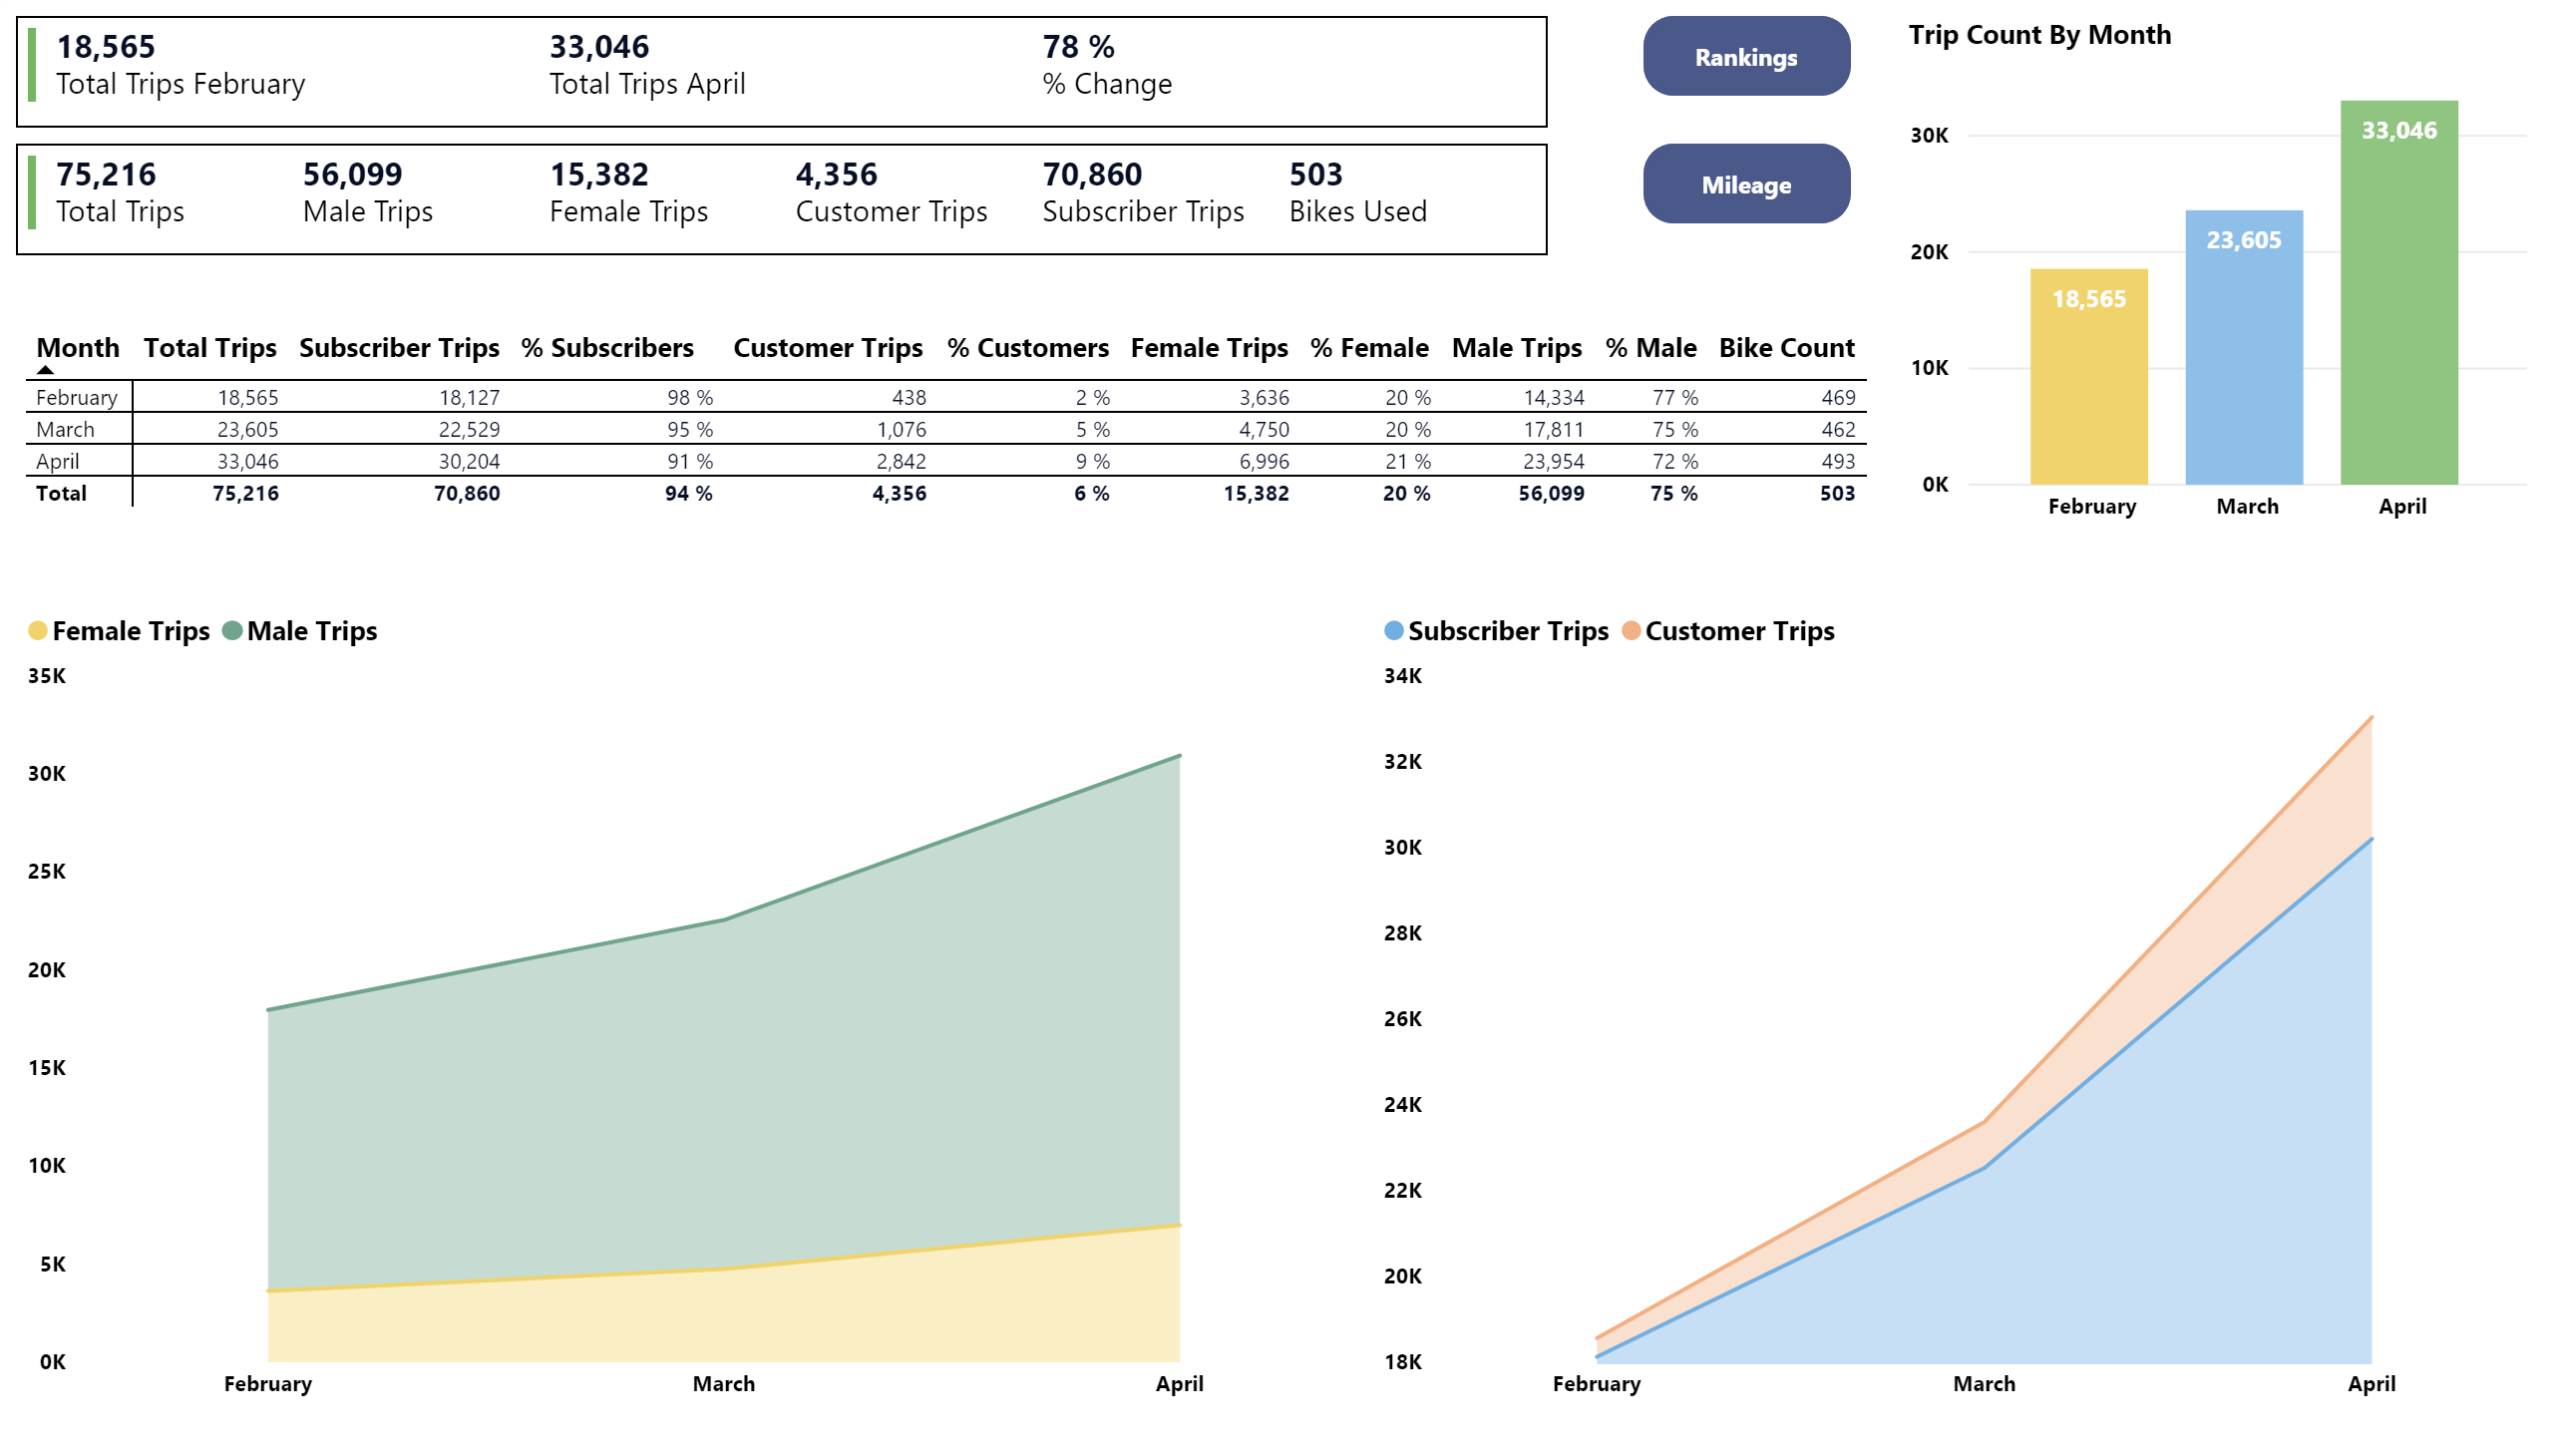 18,565 33,046 78 %
Total Trips February Total Trips April % Change
75,216 56,099 15,382 4,356 70,860 503
Total Trips Male Trips Female Trips Customer Trips Subscriber Trips Bikes Used
Rankings
Mileage
Trip Count By Month
30K
20K
10K
0K
18,565
23,605
33,046
February March April
Month Total Trips Subscriber Trips % Subscribers Customer Trips % Customers Female Trips % Female Male Trips % Male Bike Count
February 18,565 18,127 98 % 438 2 % 3,636 20 % 14,334 77 % 469
March 23,605 22,529 95 % 1,076 5 % 4,750 20 % 17,811 75 % 462
April 33,046 30,204 91 % 2,842 9 % 6,996 21 % 23,954 72 % 493
Total 75,216 70,860 94 % 4,356 6 % 15,382 20 % 56,099 75 % 503
Female Trips Male Trips
35K
30K
25K
20K
15K
10K
5K
0K
February March April
Subscriber Trips Customer Trips
34K
32K
30K
28K
26K
24K
22K
20K
18K
February March April